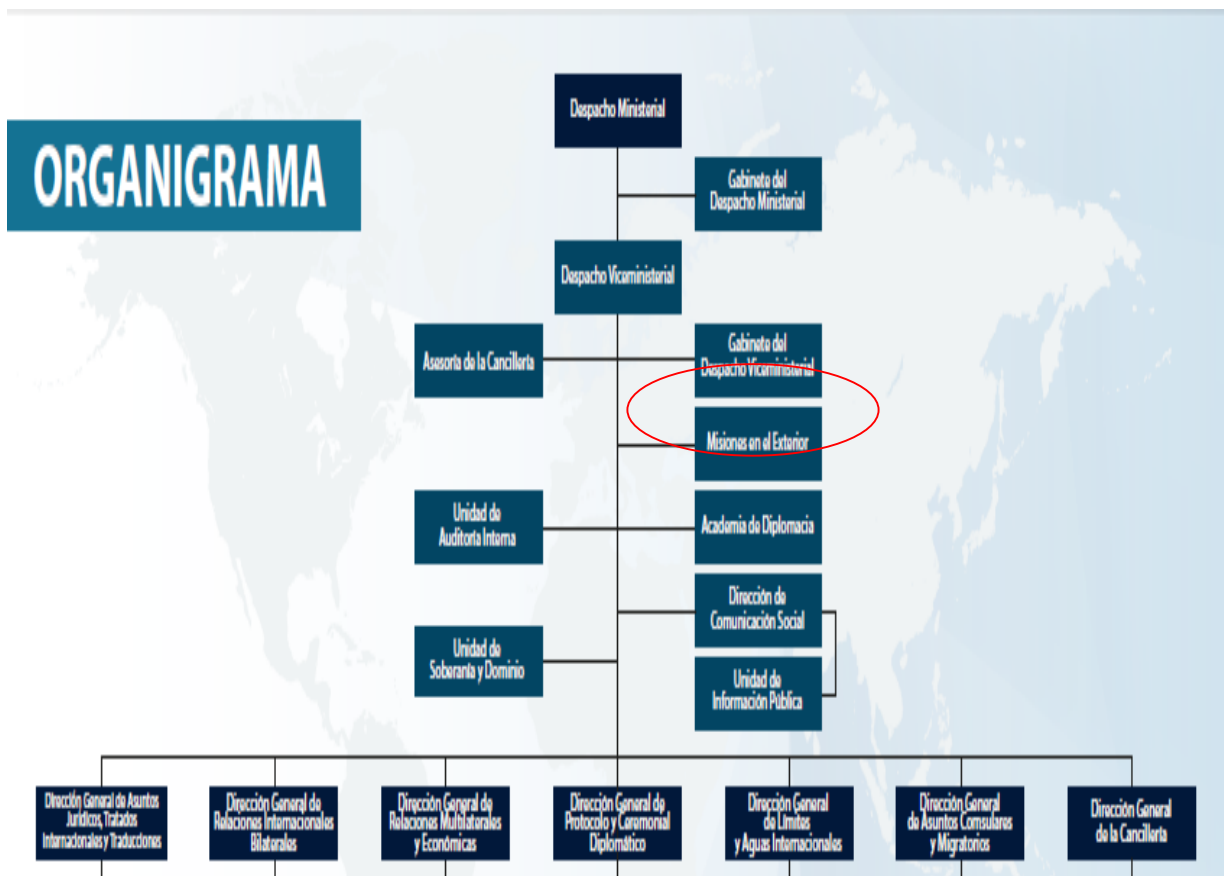 Despacho Ministerial
ORGANIGRAMA
Gabinete del
Despacho Ministerial
Despacho Viceministerial
Asesoría de la Cancillería
Gabinete del
Despacho Viceministerial
Misiones en el Exterior
Unidad de
Auditoría Interna
Academia de Diplomacia
Dirección de
Comunicación Social
Unidad de
Soberanía y Dominio
Unidad de
Información Pública
Dirección General de Asuntos
Jurídicos, Tratados
Internacionales y Traducciones
Dirección General de
Relaciones Internacionales
Bilaterales
Dirección General de
Relaciones Multilaterales
y Económicas
Dirección General de
Protocolo y Ceremonial
Diplomático
Dirección General
de Límites
y Aguas Internacionales
Dirección General
de Asuntos Comsulares
y Migratorios
Dirección General
de la Cancillería